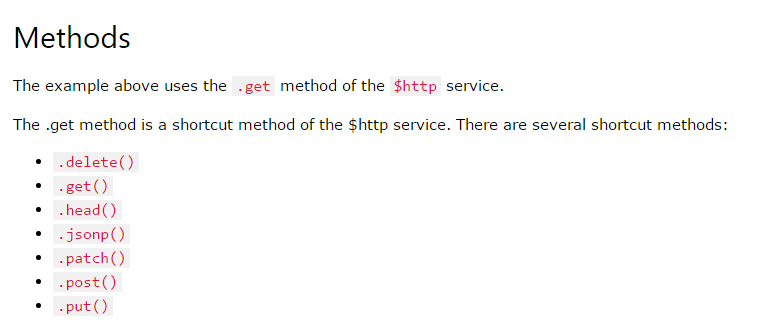 Methods
The example above uses the .get method of the $http service.
The .get method is a shortcut method of the $http service. There are several shortcut methods:
.delete()
.get()
.head()
.jsonp()
.patch()
.post()
.put()